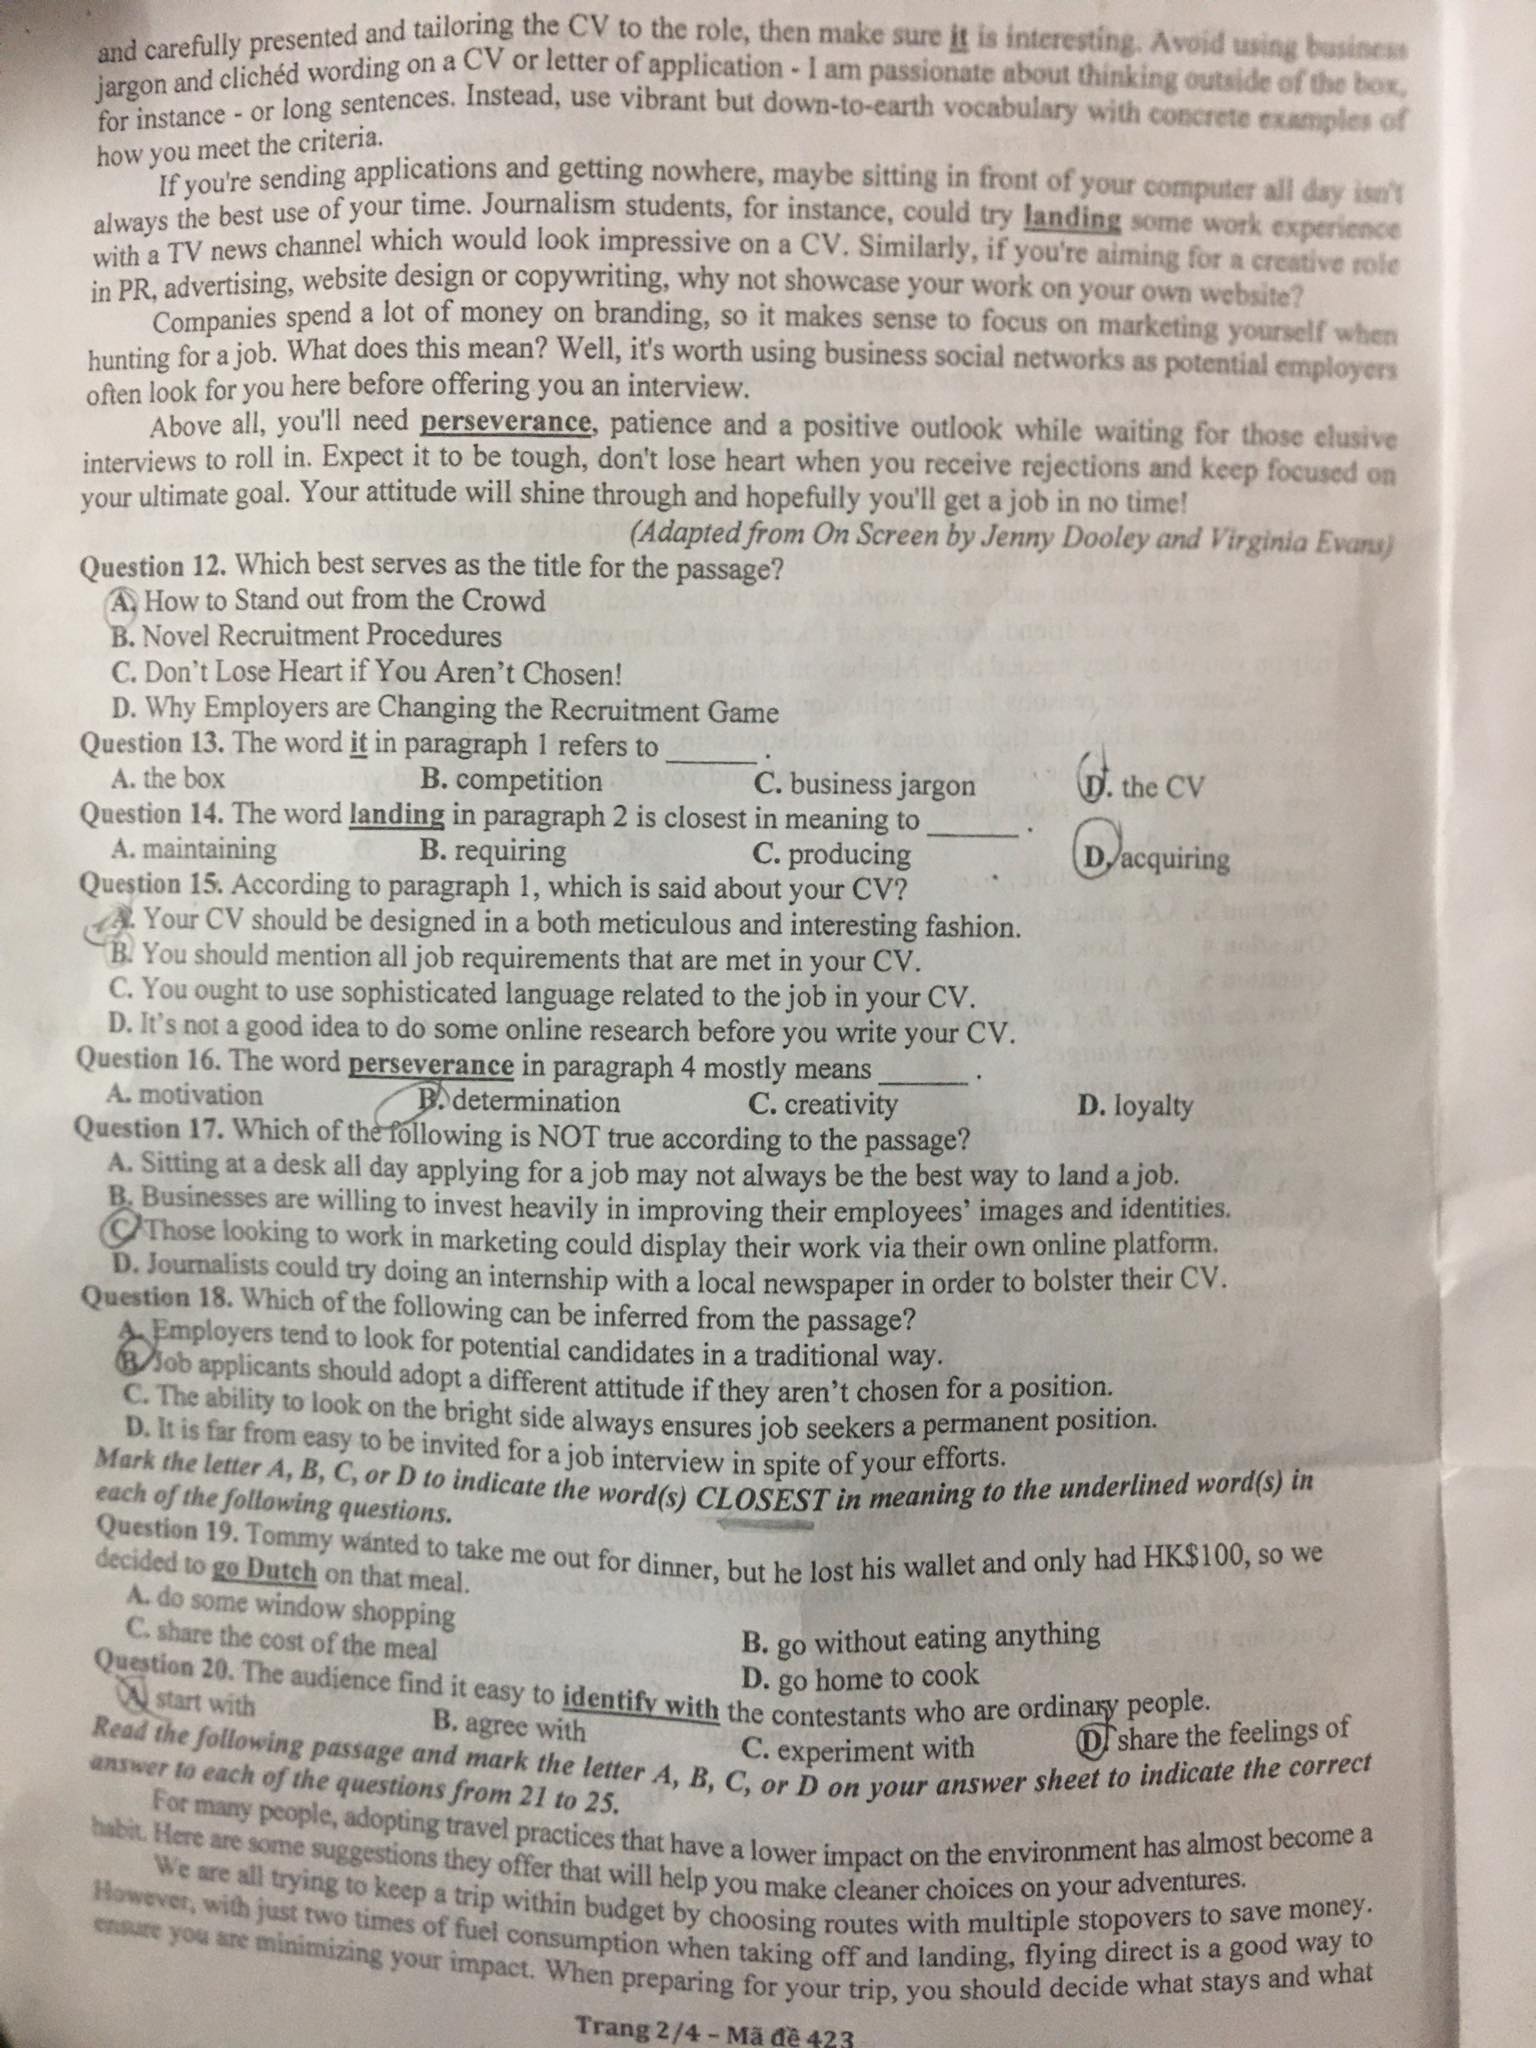 and carefully presented and tailoring the CV to the role, then make sure it is interesting. Avoid using business
jargon and clichéd wording on a CV or letter of application - I am passionate about thinking outside of the box,
for instance - or long sentences. Instead, use vibrant but down-to-earth vocabulary with concrete examples of
how you meet the criteria.
If you're sending applications and getting nowhere, maybe sitting in front of your computer all day isn't
always the best use of your time. Journalism students, for instance, could try landing some work experience
with a TV news channel which would look impressive on a CV. Similarly, if you're aiming for a creative role
in PR, advertising, website design or copywriting, why not showcase your work on your own website?
Companies spend a lot of money on branding, so it makes sense to focus on marketing yourself when
hunting for a job. What does this mean? Well, it's worth using business social networks as potential employers
often look for you here before offering you an interview.
Above all, you'll need perseverance, patience and a positive outlook while waiting for those elusive
interviews to roll in. Expect it to be tough, don't lose heart when you receive rejections and keep focused on
your ultimate goal. Your attitude will shine through and hopefully you'll get a job in no time!
(Adapted from On Screen by Jenny Dooley and Virginia Evans)
Question 12. Which best serves as the title for the passage?
A. How to Stand out from the Crowd
B. Novel Recruitment Procedures
C. Don't Lose Heart if You Aren't Chosen!
D. Why Employers are Changing the Recruitment Game
Question 13. The word it in paragraph 1 refers to ______.
A. the box B. competition C. business jargon D. the CV
Question 14. The word landing in paragraph 2 is closest in meaning to ______.
A. maintaining B. requiring C. producing D. acquiring
Question 15. According to paragraph 1, which is said about your CV?
A. Your CV should be designed in a both meticulous and interesting fashion.
B. You should mention all job requirements that are met in your CV.
C. You ought to use sophisticated language related to the job in your CV.
D. It's not a good idea to do some online research before you write your CV.
Question 16. The word perseverance in paragraph 4 mostly means ______.
A. motivation B. determination C. creativity D. loyalty
Question 17. Which of the following is NOT true according to the passage?
A. Sitting at a desk all day applying for a job may not always be the best way to land a job.
B. Businesses are willing to invest heavily in improving their employees' images and identities.
C. Those looking to work in marketing could display their work via their own online platform.
D. Journalists could try doing an internship with a local newspaper in order to bolster their CV.
Question 18. Which of the following can be inferred from the passage?
A. Employers tend to look for potential candidates in a traditional way.
B. Job applicants should adopt a different attitude if they aren't chosen for a position.
C. The ability to look on the bright side always ensures job seekers a permanent position.
D. It is far from easy to be invited for a job interview in spite of your efforts.
Mark the letter A, B, C, or D to indicate the word(s) CLOSEST in meaning to the underlined word(s) in
each of the following questions.
Question 19. Tommy wanted to take me out for dinner, but he lost his wallet and only had HK$100, so we
decided to go Dutch on that meal.
A. do some window shopping B. go without eating anything
C. share the cost of the meal D. go home to cook
Question 20. The audience find it easy to identify with the contestants who are ordinary people.
A. start with B. agree with C. experiment with D. share the feelings of
Read the following passage and mark the letter A, B, C, or D on your answer sheet to indicate the correct
answer to each of the questions from 21 to 25.
For many people, adopting travel practices that have a lower impact on the environment has almost become a
habit. Here are some suggestions they offer that will help you make cleaner choices on your adventures.
We are all trying to keep a trip within budget by choosing routes with multiple stopovers to save money.
However, with just two times of fuel consumption when taking off and landing, flying direct is a good way to
ensure you are minimizing your impact. When preparing for your trip, you should decide what stays and what
Trang 2/4 - Mã đề 423